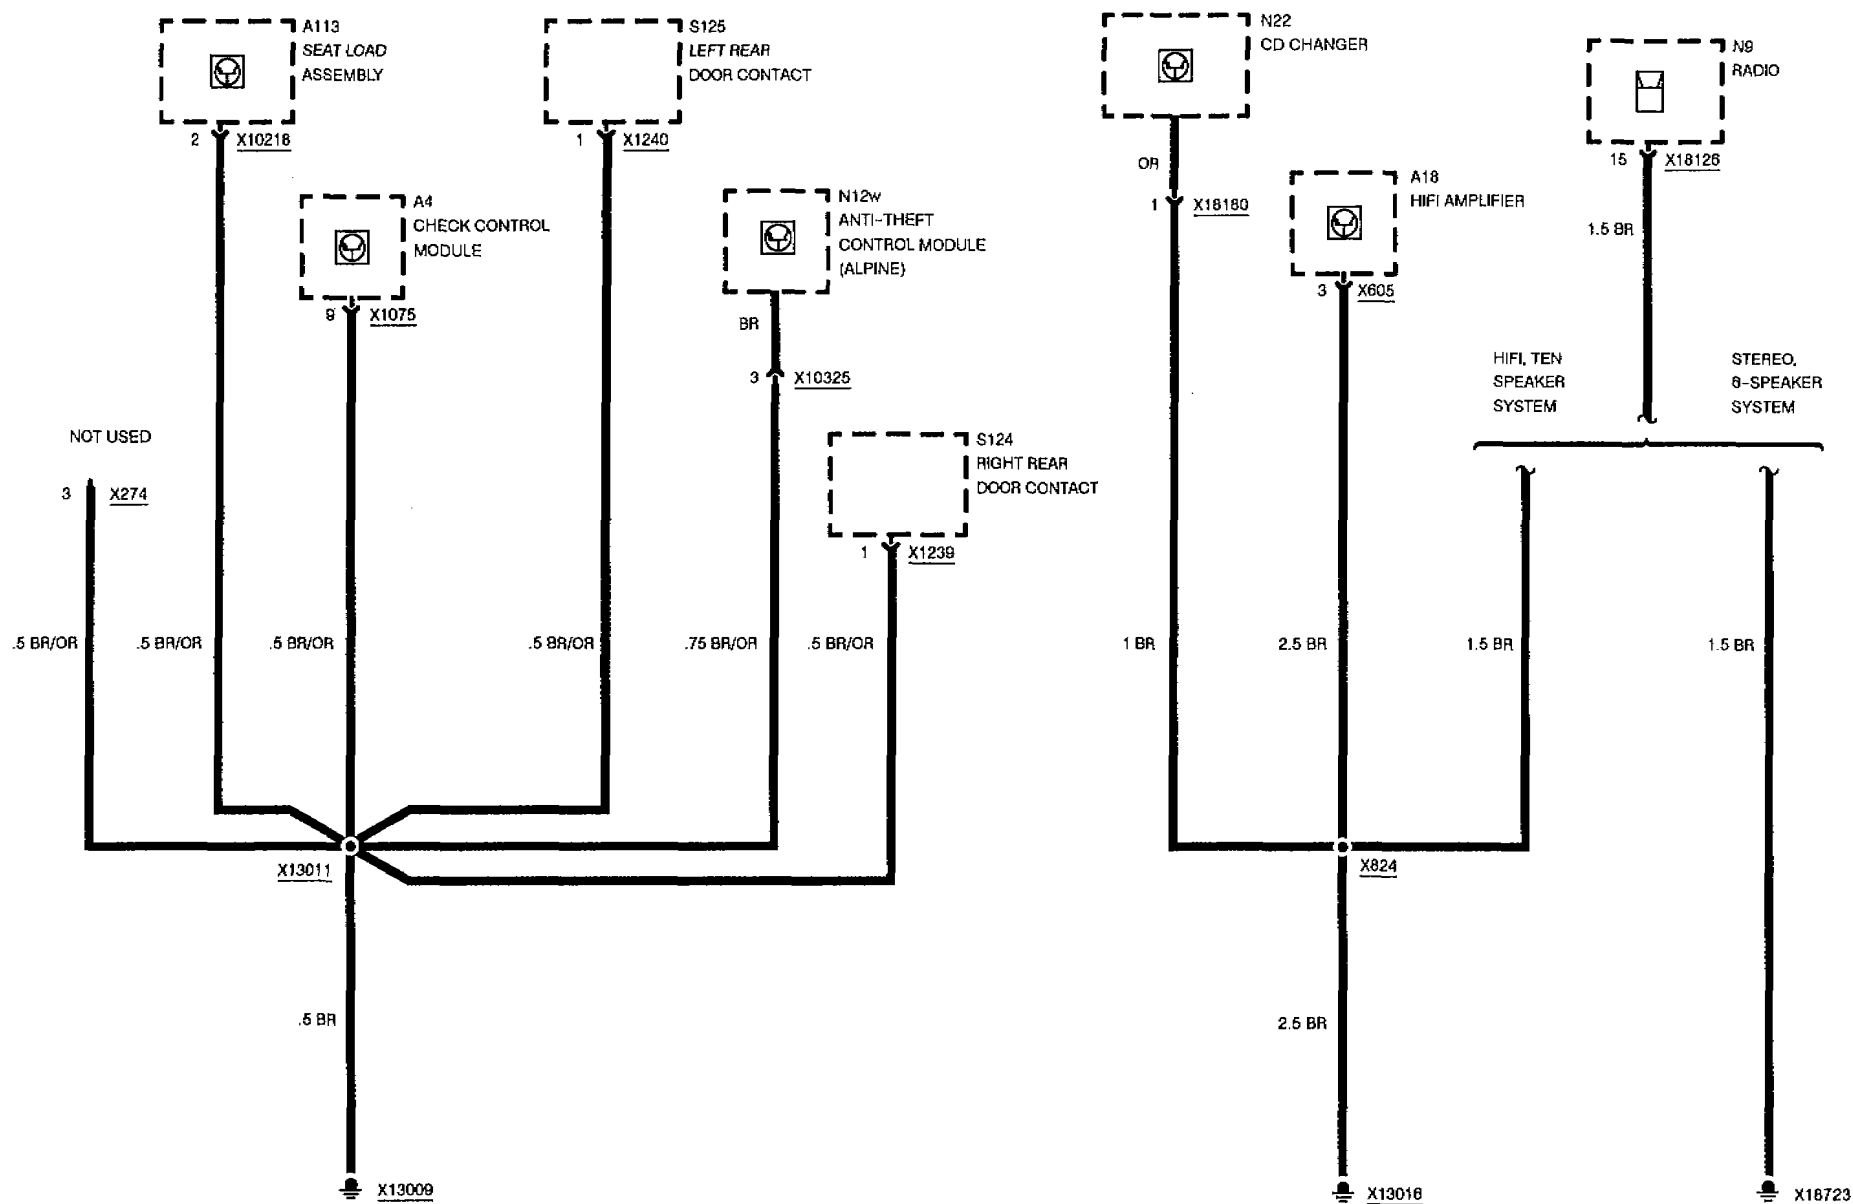 A113
SEAT LOAD
ASSEMBLY
2
X10218
S125
LEFT REAR
DOOR CONTACT
1
X1240
N22
CD CHANGER
OR
1
X18180
N9
RADIO
15
X18126
1.5 BR
A4
CHECK CONTROL
MODULE
9
X1075
N12w
ANTI-THEFT
CONTROL MODULE
(ALPINE)
BR
3
X10325
A18
HIFI AMPLIFIER
3
X605
HIFI, TEN
SPEAKER
SYSTEM
STEREO,
8-SPEAKER
SYSTEM
NOT USED
3
X274
S124
RIGHT REAR
DOOR CONTACT
1
X1239
.5 BR/OR
.5 BR/OR
.5 BR/OR
.5 BR/OR
.75 BR/OR
.5 BR/OR
1 BR
2.5 BR
1.5 BR
1.5 BR
X13011
X824
.5 BR
2.5 BR
X13009
X13016
X18723